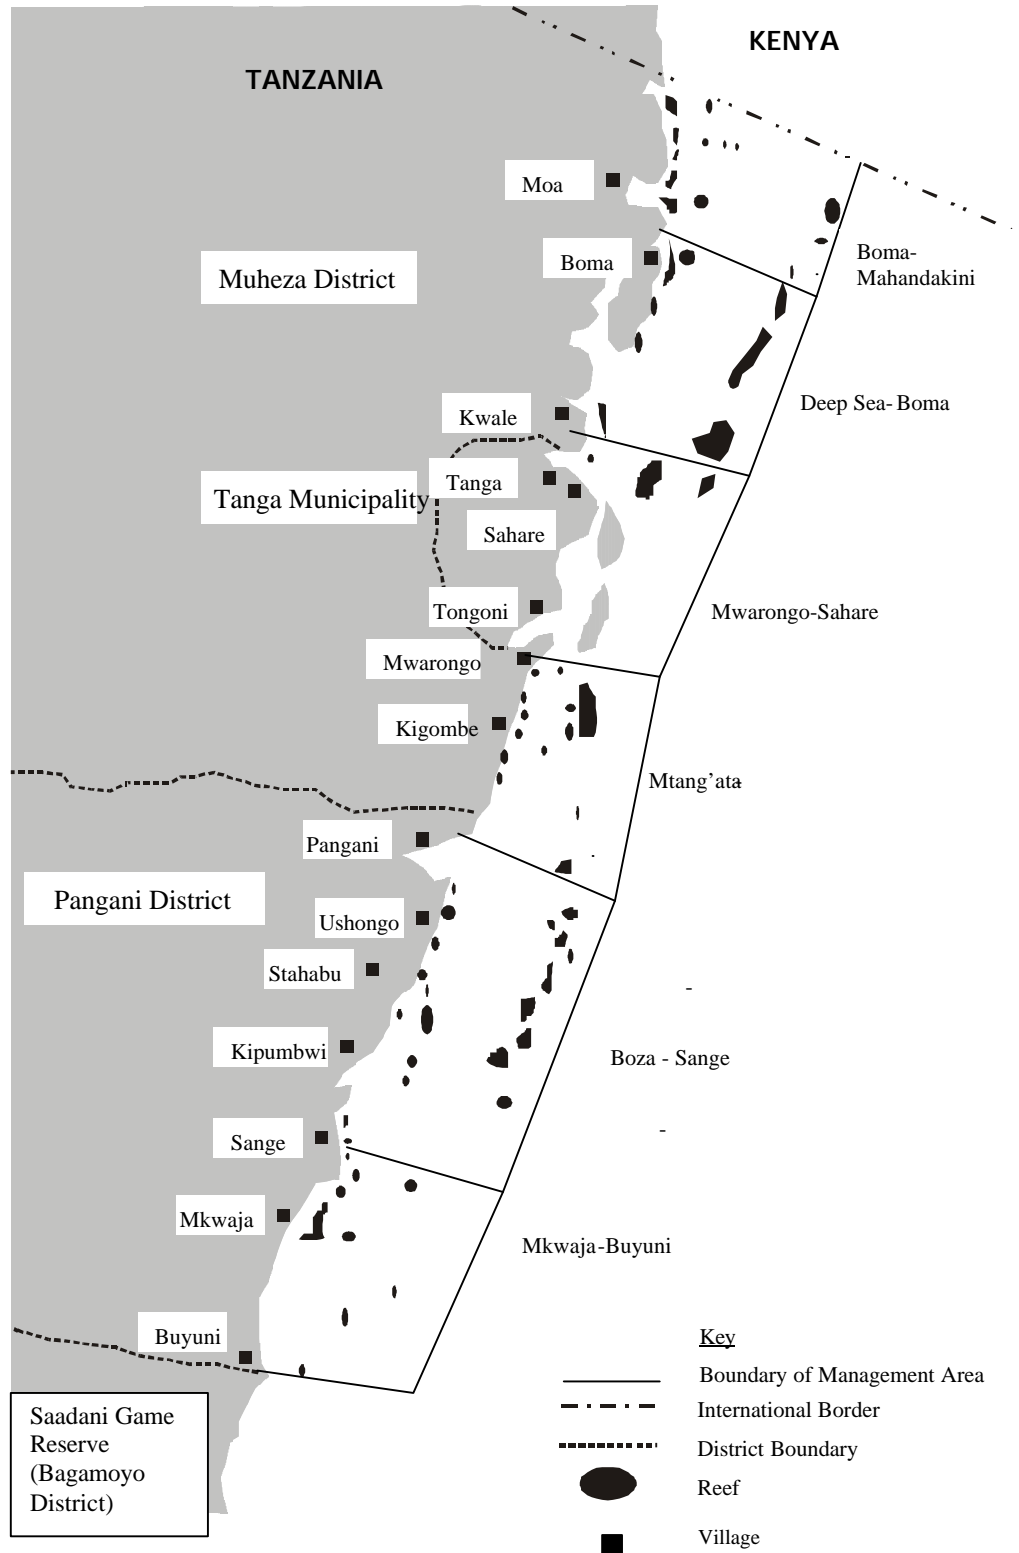 KENYA
TANZANIA
Moa
Boma
Boma-
Mahandakini
Muheza District
Deep Sea-Boma
Kwale
Tanga
Tanga Municipality
Sahare
Tongoni
Mwarongo-Sahare
Mwarongo
Kigombe
Mtang'ata
Pangani
Pangani District
Ushongo
Stahabu
Kipumbwi
Boza - Sange
Sange
Mkwaja
Mkwaja-Buyuni
Buyuni
Key
Boundary of Management Area
International Border
District Boundary
Reef
Village
Saadani Game
Reserve
(Bagamoyo
District)